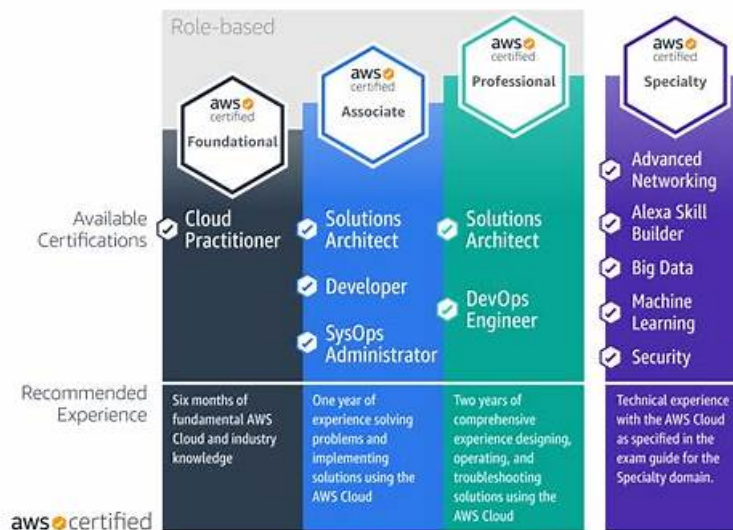 Role-based
aws
certified
Foundational
aws
certified
Associate
aws
certified
Professional
aws
certified
Specialty
Available
Certifications
Cloud
Practitioner
Solutions
Architect
Developer
SysOps
Administrator
Solutions
Architect
DevOps
Engineer
Advanced
Networking
Alexa Skill
Builder
Big Data
Machine
Learning
Security
Recommended
Experience
Six months of
fundamental AWS
Cloud and industry
knowledge
One year of
experience solving
problems and
implementing
solutions using the
AWS Cloud
Two years of
comprehensive
experience designing,
operating, and
troubleshooting
solutions using the
AWS Cloud
Technical experience
with the AWS Cloud
as specified in the
exam guide for the
Specialty domain.
aws certified